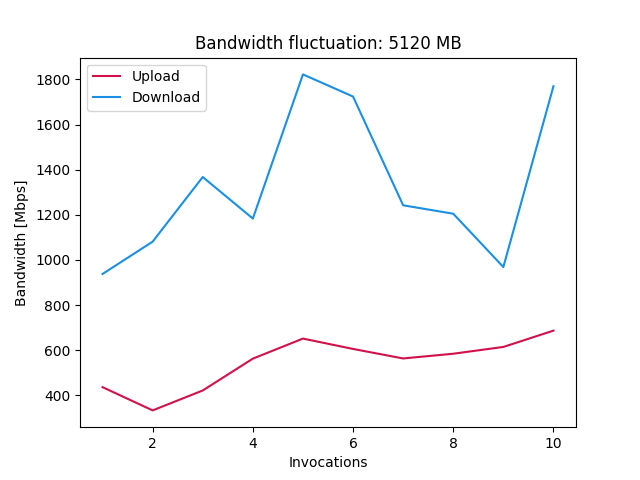 Bandwidth fluctuation: 5120 MB
Upload
Download
Bandwidth [Mbps]
1800
1600
1400
1200
1000
800
600
400
2 4 6 8 10
Invocations